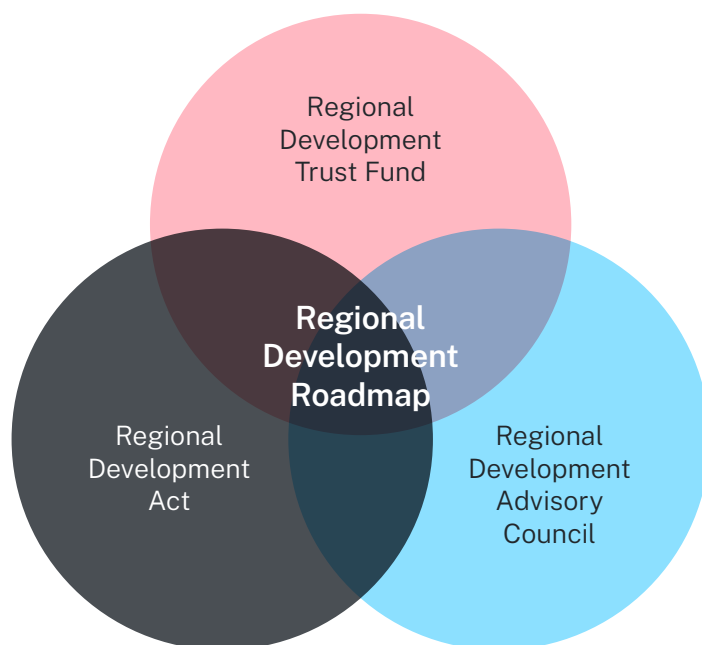 Regional
Development
Trust Fund
Regional
Development
Roadmap
Regional
Development
Act
Regional
Development
Advisory
Council